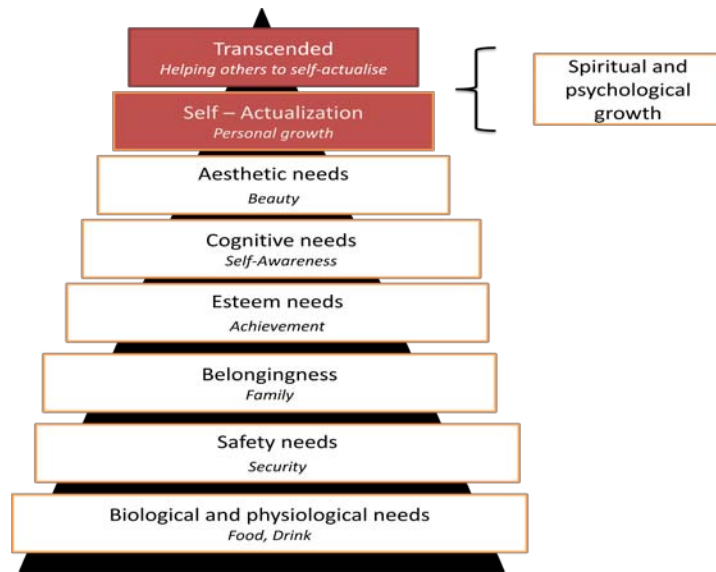 Transcended
Helping others to self-actualise
Spiritual and
psychological
growth
Self – Actualization
Personal growth
Aesthetic needs
Beauty
Cognitive needs
Self-Awareness
Esteem needs
Achievement
Belongingness
Family
Safety needs
Security
Biological and physiological needs
Food, Drink